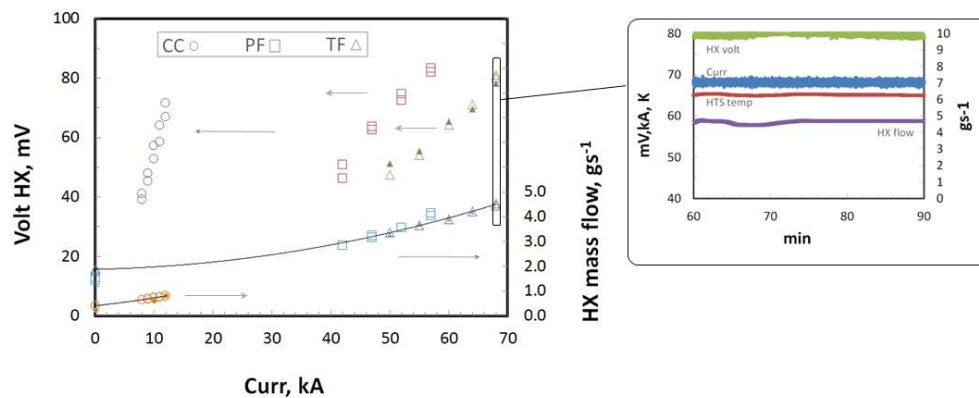 100
80
60
40
20
0
Volt HX, mV
CC PF TF
5.0
4.0
3.0
2.0
1.0
0.0
HX mass flow, gs-1
0 10 20 30 40 50 60 70
Curr, kA
80
70
60
50
40
mV,kA, K
HX volt
Curr
HTS temp
HX flow
10
9
8
7
6
5
4
3
2
1
0
gs-1
60 70 80 90
min